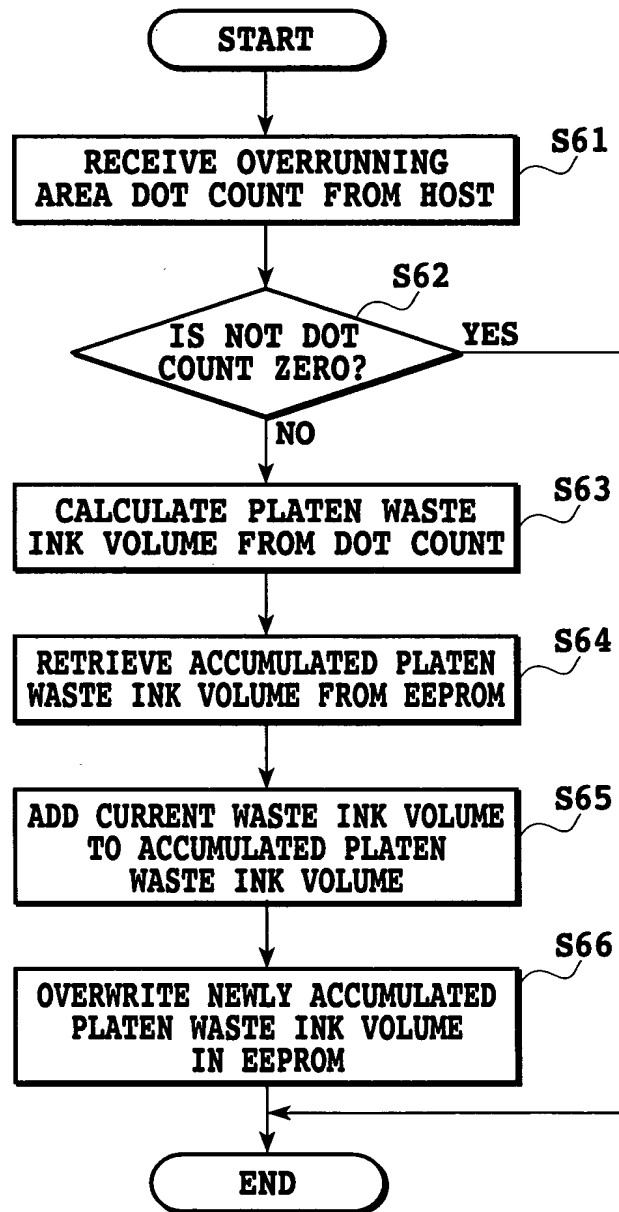 START
S61
RECEIVE OVERRUNNING
AREA DOT COUNT FROM HOST
S62
IS NOT DOT
COUNT ZERO?
YES
NO
S63
CALCULATE PLATEN WASTE
INK VOLUME FROM DOT COUNT
S64
RETRIEVE ACCUMULATED PLATEN
WASTE INK VOLUME FROM EEPROM
S65
ADD CURRENT WASTE INK VOLUME
TO ACCUMULATED PLATEN
WASTE INK VOLUME
S66
OVERWRITE NEWLY ACCUMULATED
PLATEN WASTE INK VOLUME
IN EEPROM
END